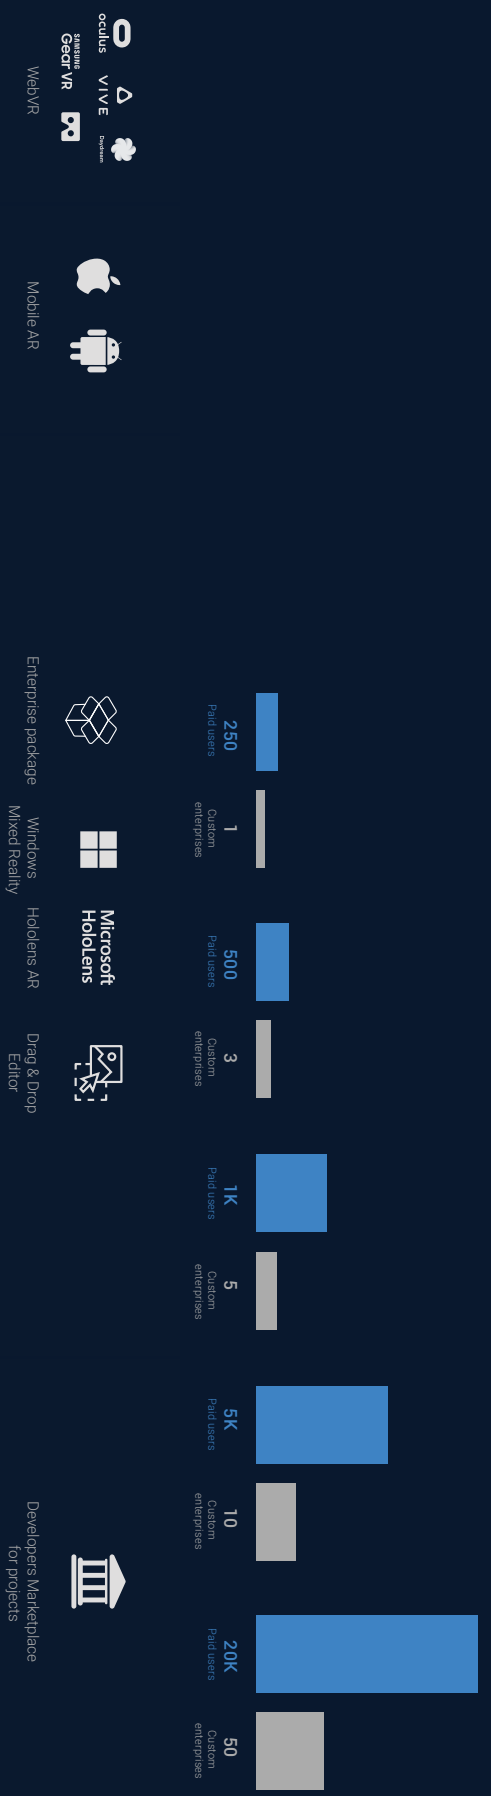 oculus
VIVE
Daydream
SAMSUNG
Gear VR
WebVR
Mobile AR
Enterprise package
Windows
Mixed Reality
Microsoft
HoloLens
Hololens AR
Drag & Drop
Editor
Developers Marketplace
for projects
250
Paid users
1
Custom
enterprises
500
Paid users
3
Custom
enterprises
1K
Paid users
5
Custom
enterprises
5K
Paid users
10
Custom
enterprises
20K
Paid users
50
Custom
enterprises